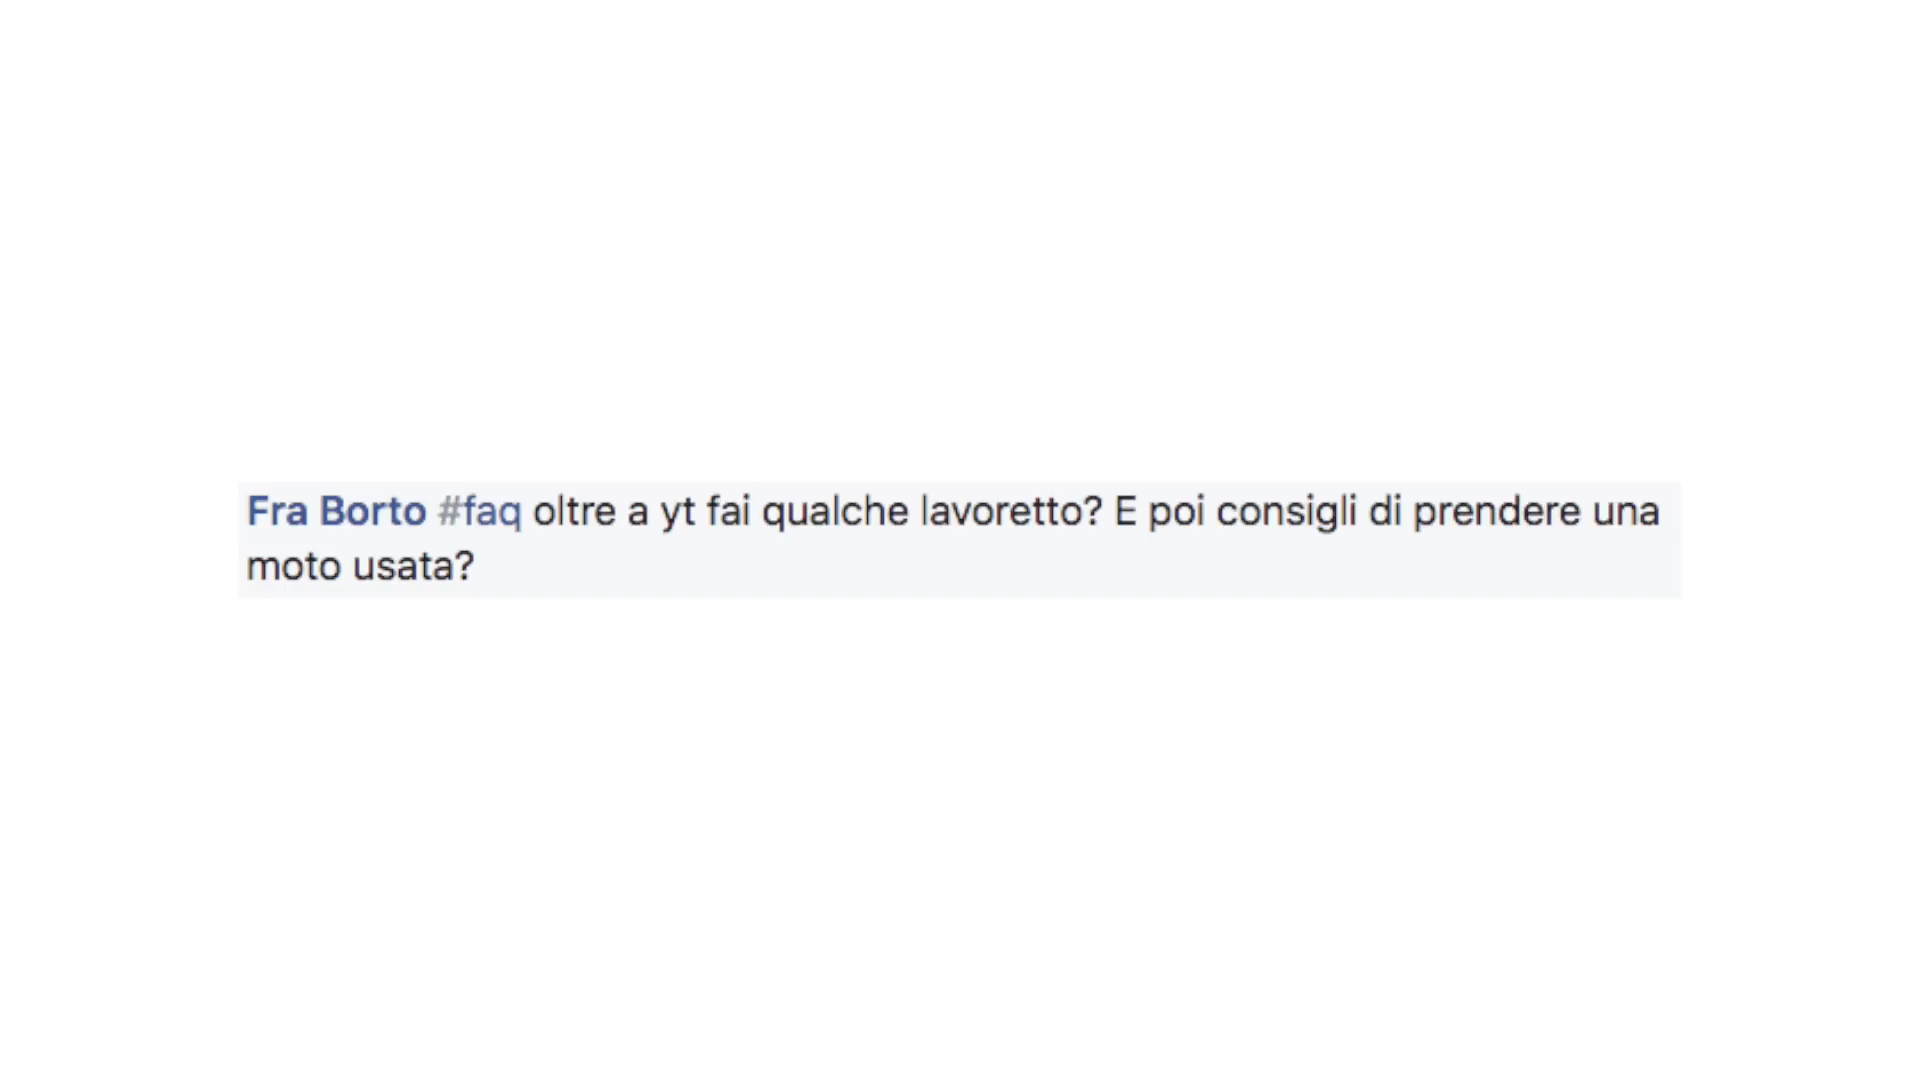 Fra Borto #faq oltre a yt fai qualche lavoretto? E poi consigli di prendere una
moto usata?